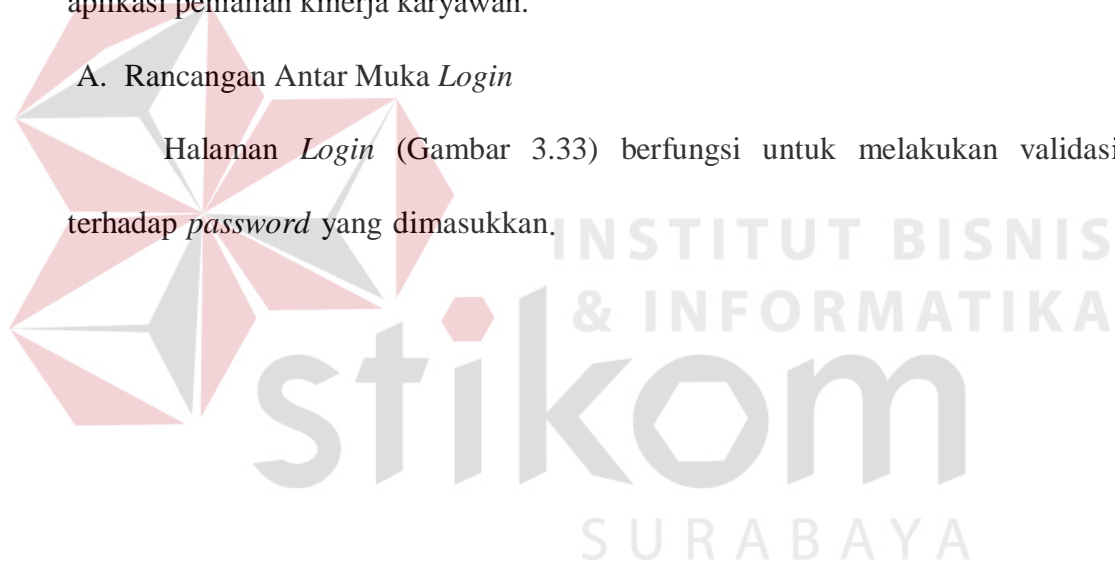 aplikasi penilaian kinerja karyawan.
A. Rancangan Antar Muka Login
Halaman Login (Gambar 3.33) berfungsi untuk melakukan validasi
terhadap password yang dimasukkan.
INSTITUT BISNIS
& INFORMATIKA
stikom
SURABAYA